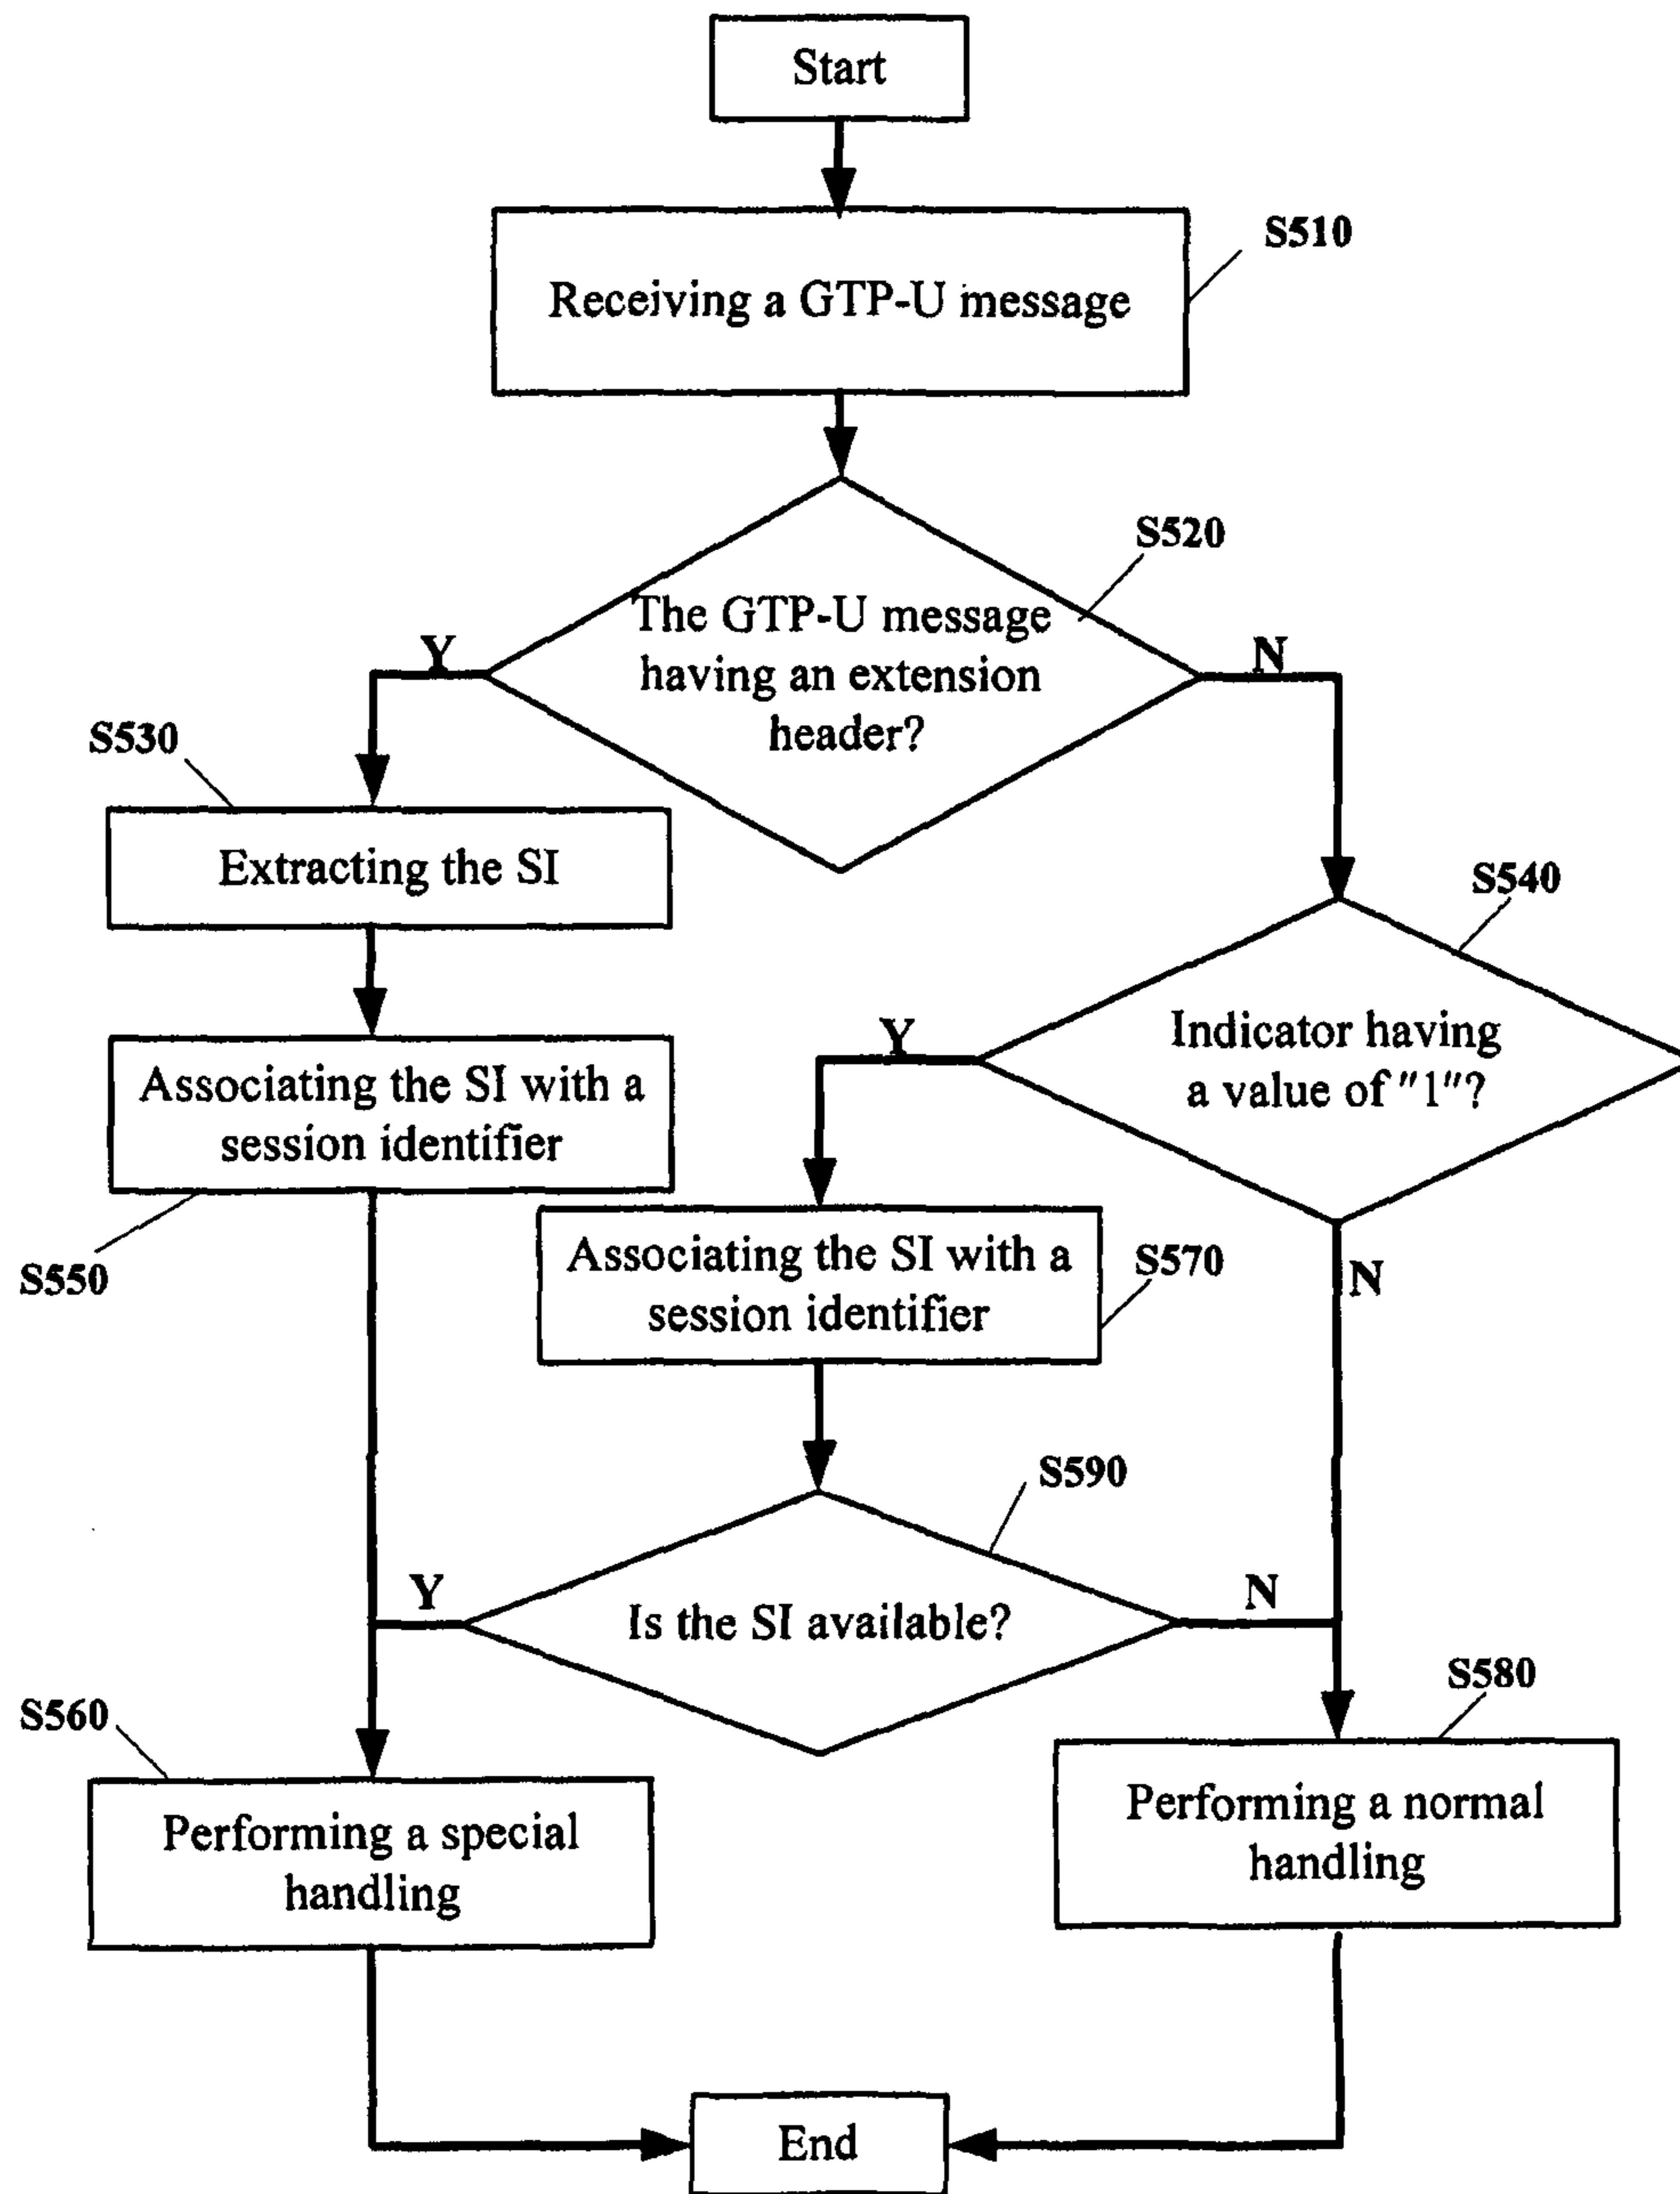 Start
S510
Receiving a GTP-U message
S520
The GTP-U message
having an extension
header?
Y
N
S530
Extracting the SI
S540
Indicator having
a value of "1"?
Y
N
Associating the SI with a
session identifier
S550
Associating the SI with a
session identifier
S570
S590
Is the SI available?
Y
N
S560
Performing a special
handling
S580
Performing a normal
handling
End